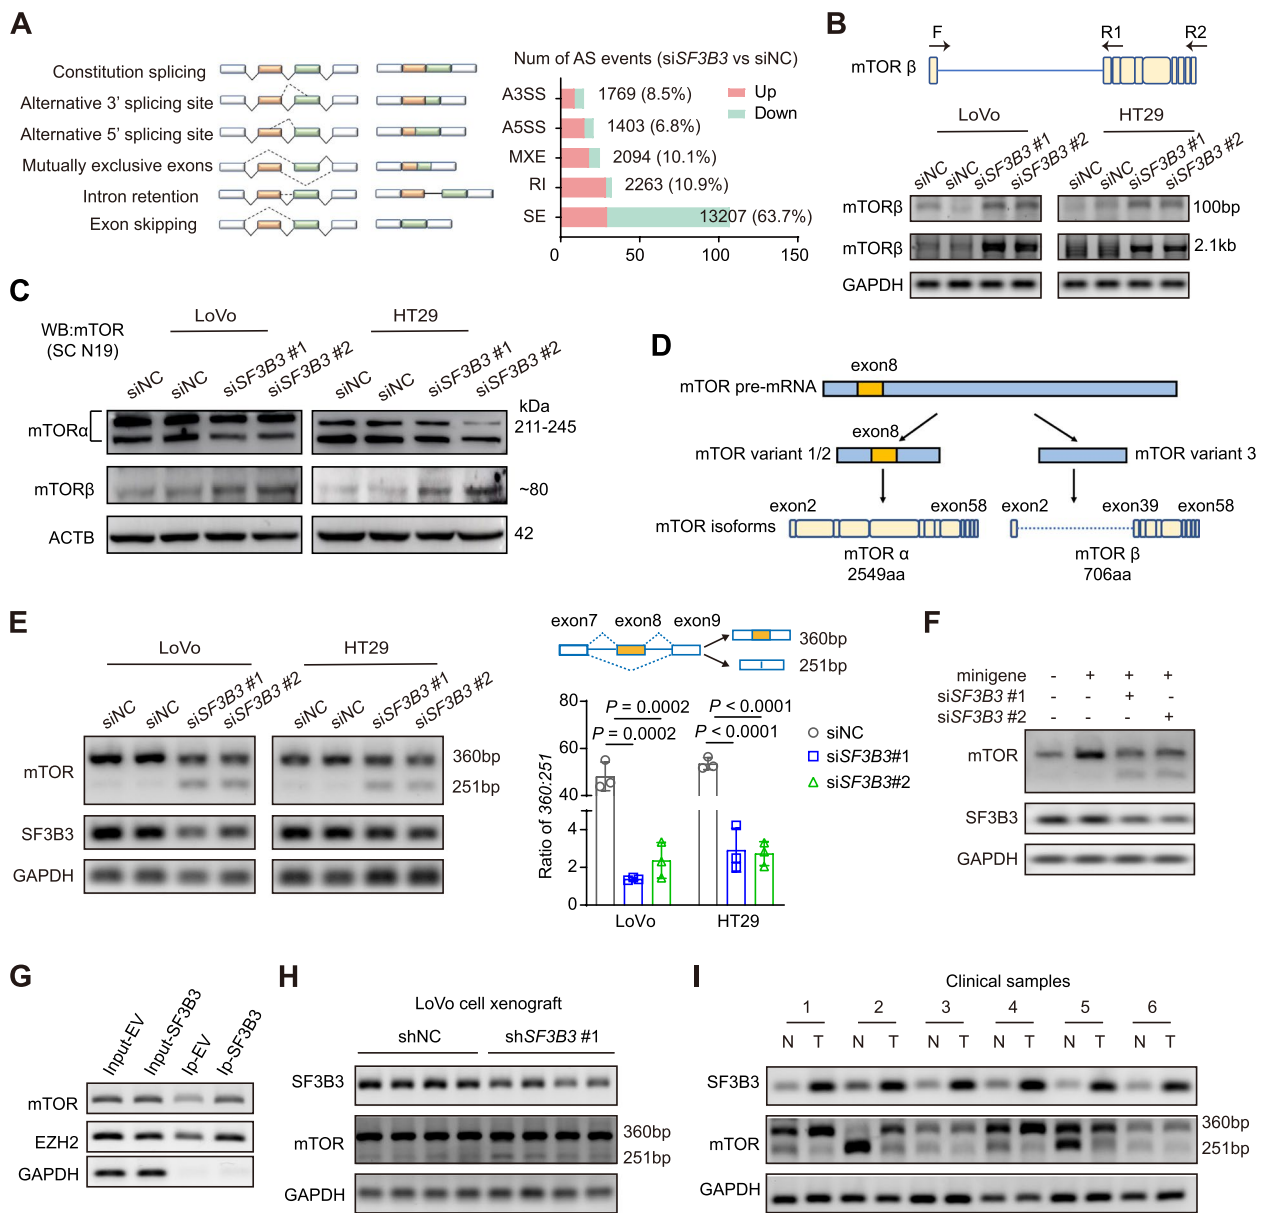 A
Constitution splicing
Alternative 3' splicing site
Alternative 5' splicing site
Mutually exclusive exons
Intron retention
Exon skipping
Num of AS events (siSF3B3 vs siNC)
Up
Down
A3SS 1769 (8.5%)
A5SS 1403 (6.8%)
MXE 2094 (10.1%)
RI 2263 (10.9%)
SE 13207 (63.7%)
0 50 100 150
B
F R1 R2
mTOR β
LoVo HT29
siNC siNC siSF3B3 #1 siSF3B3 #2 siNC siNC siSF3B3 #1 siSF3B3 #2
mTORβ 100bp
mTORβ 2.1kb
GAPDH
C
WB:mTOR
(SC N19)
LoVo HT29
siNC siNC siSF3B3 #1 siSF3B3 #2 siNC siNC siSF3B3 #1 siSF3B3 #2
kDa
mTORα 211-245
mTORβ ~80
ACTB 42
D
exon8
mTOR pre-mRNA
exon8
mTOR variant 1/2 mTOR variant 3
exon2 exon58 exon2 exon39 exon58
mTOR isoforms
mTOR α mTOR β
2549aa 706aa
E
LoVo HT29
siNC siNC siSF3B3 #1 siSF3B3 #2 siNC siNC siSF3B3 #1 siSF3B3 #2
mTOR 360bp
251bp
SF3B3
GAPDH
exon7 exon8 exon9
360bp
251bp
Ratio of 360:251
80
60
40
4
2
0
P = 0.0002 P < 0.0001
P = 0.0002 P < 0.0001
siNC
siSF3B3#1
siSF3B3#2
LoVo HT29
F
minigene - + + +
siSF3B3 #1 - - + -
siSF3B3 #2 - - - +
mTOR
SF3B3
GAPDH
G
Input-EV Input-SF3B3 Ip-EV Ip-SF3B3
mTOR
EZH2
GAPDH
H
LoVo cell xenograft
shNC shSF3B3 #1
SF3B3
mTOR 360bp
251bp
GAPDH
I
Clinical samples
1 2 3 4 5 6
N T N T N T N T N T N T
SF3B3
mTOR 360bp
251bp
GAPDH